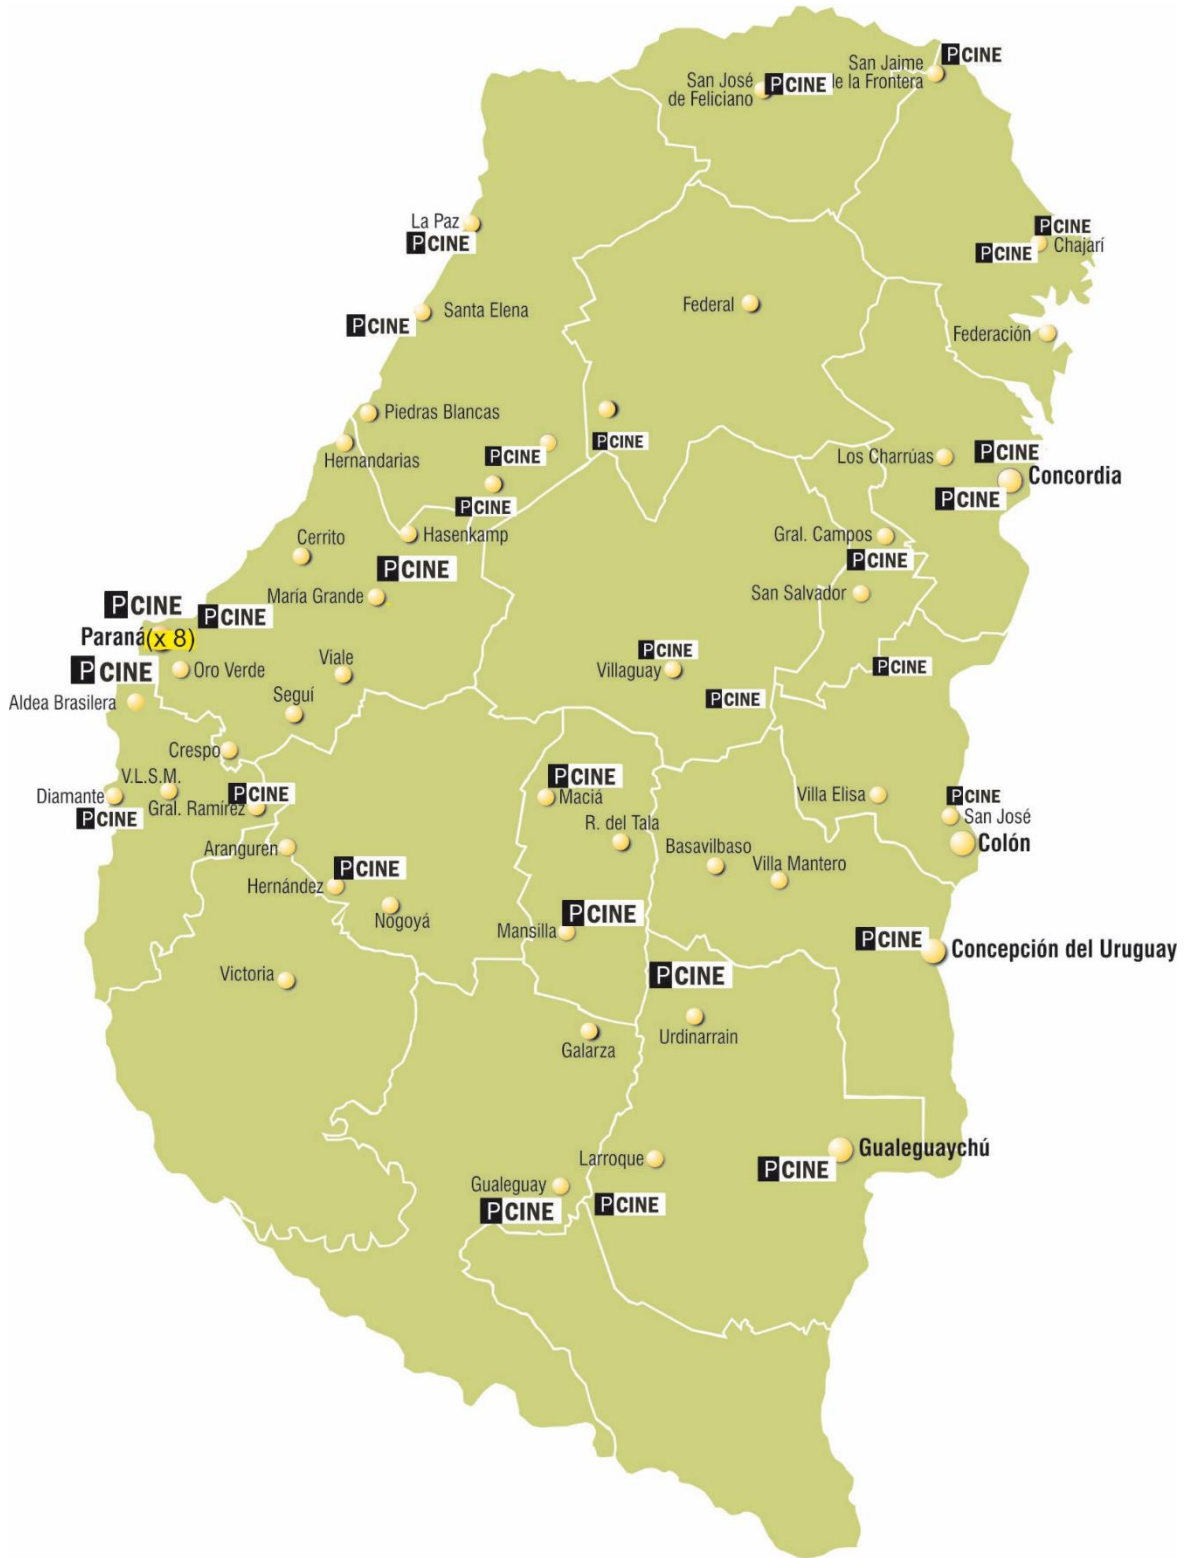 PCINE
San Jaime
de la Frontera
San José
de Feliciano
PCINE
La Paz
PCINE
PCINE
Chajarí
PCINE
Santa Elena
PCINE
Federal
Federación
Piedras Blancas
Hernandarias
PCINE
PCINE
PCINE
Los Charrúas
PCINE
Concordia
PCINE
Cerrito
Hasenkamp
Gral. Campos
PCINE
PCINE
María Grande
San Salvador
PCINE
PCINE
Paraná(x 8)
PCINE
Oro Verde
Viale
PCINE
Villaguay
PCINE
PCINE
Aldea Brasilera
Seguí
Crespo
V.L.S.M.
Diamante
PCINE
PCINE
Gral. Ramírez
PCINE
Maciá
Villa Elisa
PCINE
San José
R. del Tala
Colón
Aranguren
Basavilbaso
Villa Mantero
PCINE
Hernández
Nogoyá
PCINE
Mansilla
PCINE
Concepción del Uruguay
Victoria
PCINE
Urdinarrain
Galarza
Gualeguaychú
PCINE
Larroque
Gualeguay
PCINE
PCINE